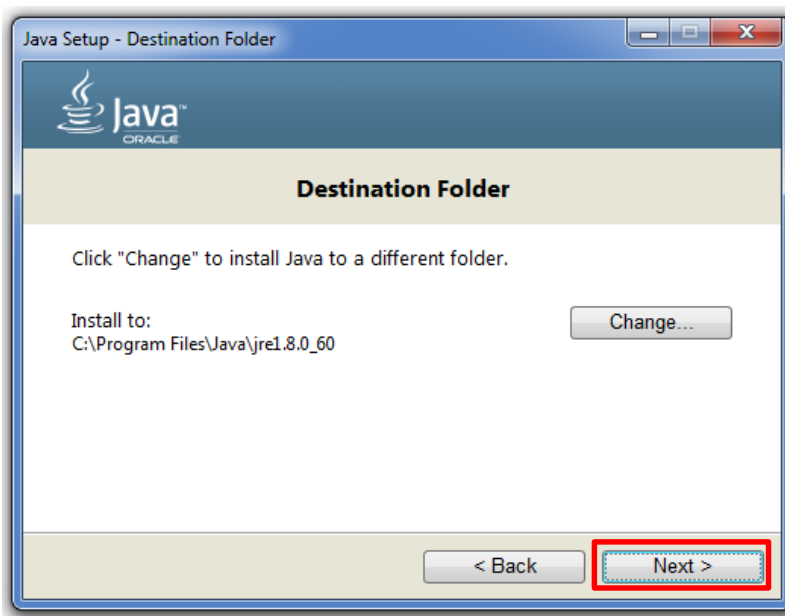 Java Setup - Destination Folder
Java™
ORACLE
Destination Folder
Click "Change" to install Java to a different folder.
Install to:
C:\Program Files\Java\jre1.8.0_60
Change...
< Back
Next >